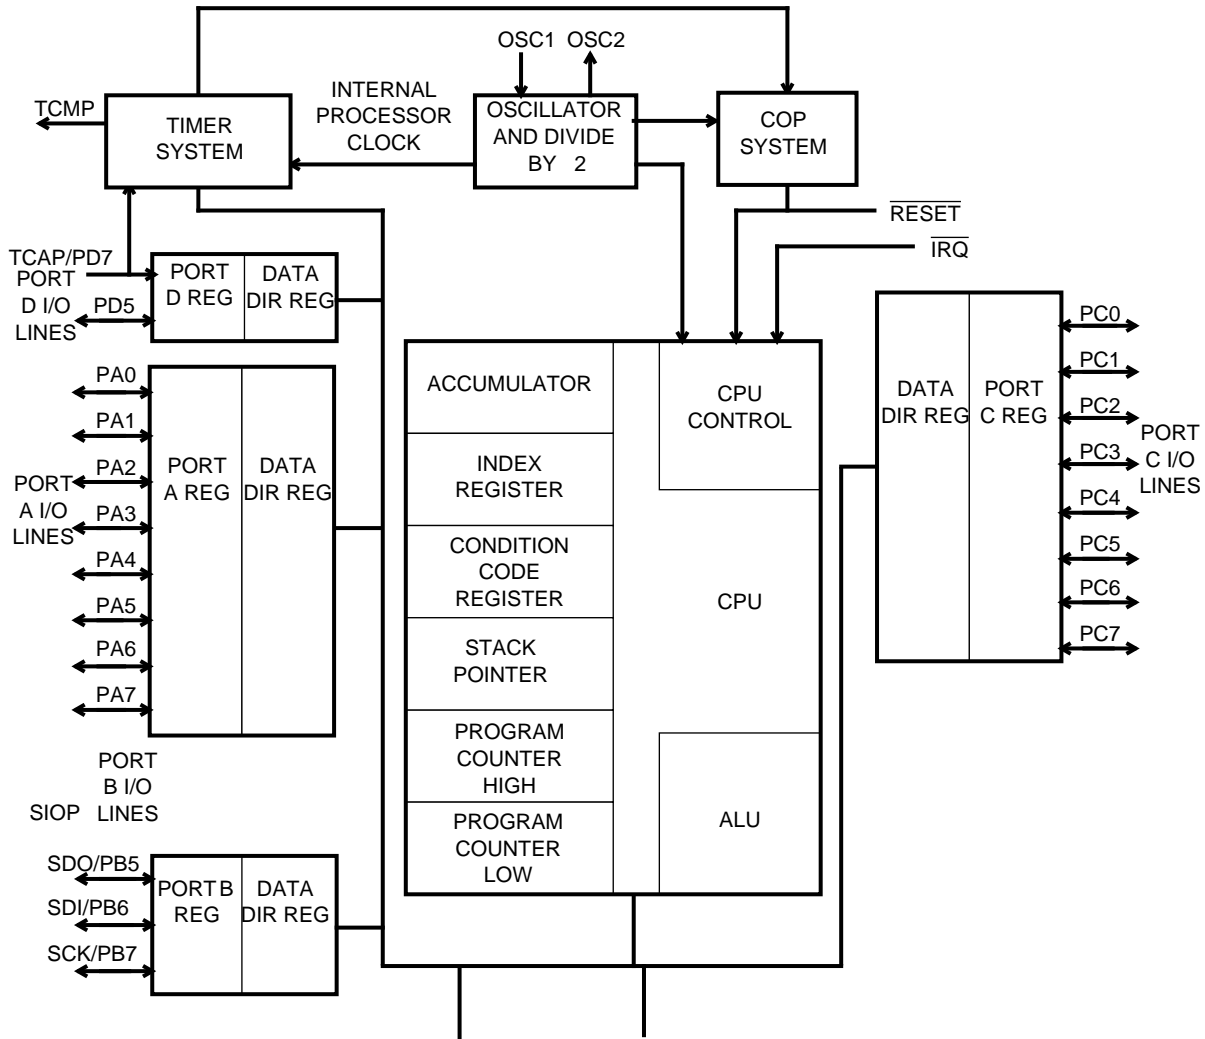 OSC1 OSC2
TCMP
TIMER
SYSTEM
INTERNAL
PROCESSOR
CLOCK
OSCILLATOR
AND DIVIDE
BY 2
COP
SYSTEM
RESET
IRQ
TCAP/PD7
PORT
D I/O
LINES
PD5
PORT
D REG
DATA
DIR REG
PA0
PA1
PA2
PA3
PA4
PA5
PA6
PA7
PORT
A I/O
LINES
PORT
A REG
DATA
DIR REG
ACCUMULATOR
INDEX
REGISTER
CONDITION
CODE
REGISTER
STACK
POINTER
PROGRAM
COUNTER
HIGH
PROGRAM
COUNTER
LOW
CPU
CONTROL
CPU
ALU
DATA
DIR REG
PORT
C REG
PC0
PC1
PC2
PC3
PC4
PC5
PC6
PC7
PORT
C I/O
LINES
PORT
B I/O
LINES
SIOP
SDO/PB5
SDI/PB6
SCK/PB7
PORT B
REG
DATA
DIR REG